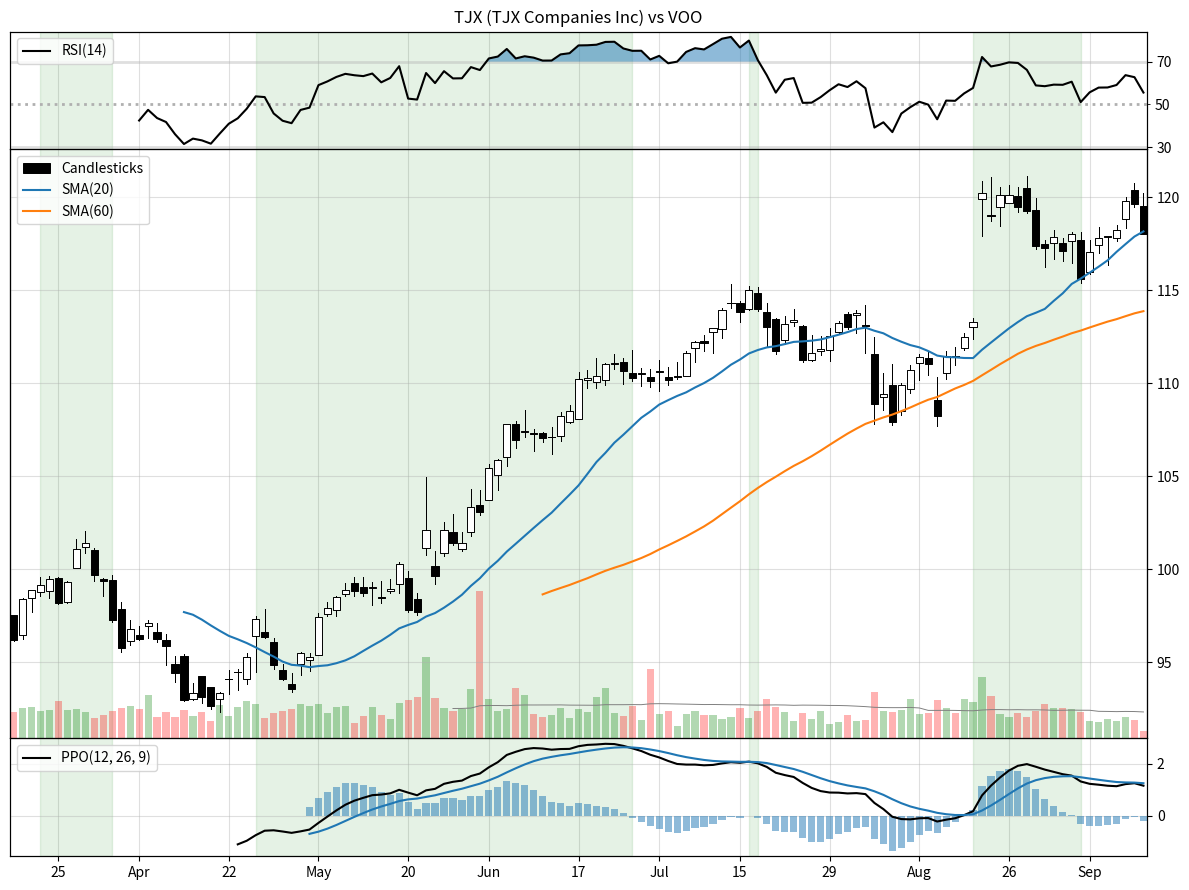 TJX (TJX Companies Inc) vs VOO
RSI(14)
70
50
30
Candlesticks
SMA(20)
SMA(60)
120
115
110
105
100
95
PPO(12, 26, 9)
2
0
25 Apr 22 May 20 Jun 17 Jul 15 29 Aug 26 Sep